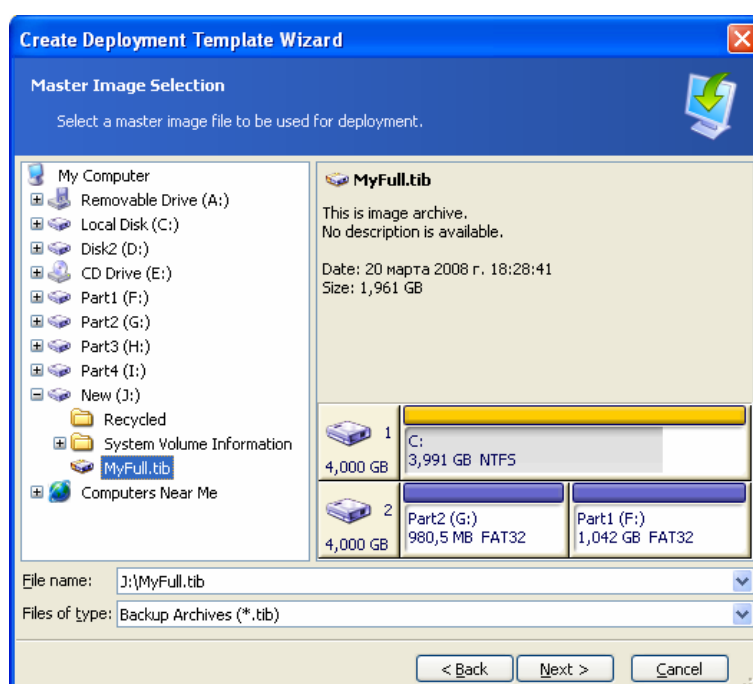 Create Deployment Template Wizard
Master Image Selection
Select a master image file to be used for deployment.
My Computer
Removable Drive (A:)
Local Disk (C:)
Disk2 (D:)
CD Drive (E:)
Part1 (F:)
Part2 (G:)
Part3 (H:)
Part4 (I:)
New (J:)
Recycled
System Volume Information
MyFull.tib
Computers Near Me
MyFull.tib
This is image archive.
No description is available.
Date: 20 марта 2008 г. 18:28:41
Size: 1,961 GB
1
4,000 GB
C:
3,991 GB NTFS
2
4,000 GB
Part2 (G:)
980,5 MB FAT32
Part1 (F:)
1,042 GB FAT32
File name: J:\MyFull.tib
Files of type: Backup Archives (*.tib)
< Back Next > Cancel